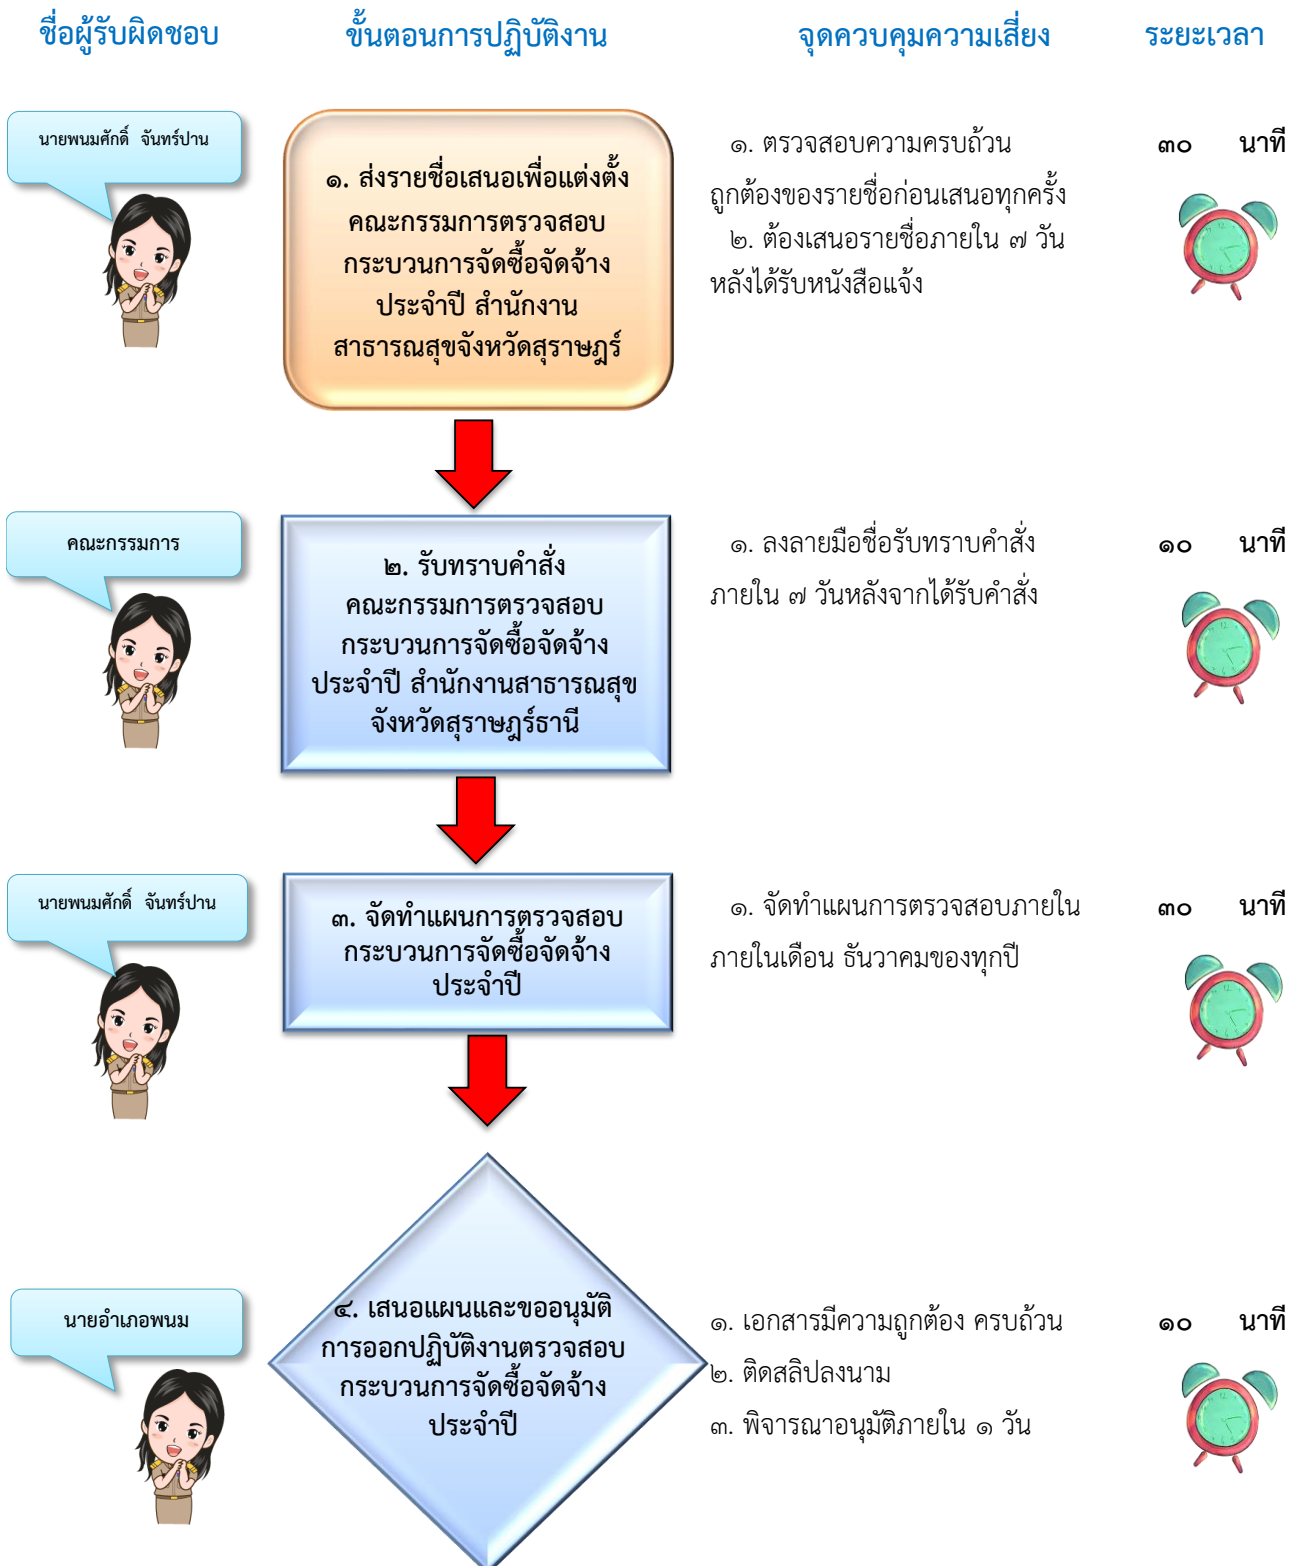 ชื่อผู้รับผิดชอบ ขั้นตอนการปฏิบัติงาน จุดควบคุมความเสี่ยง ระยะเวลา
นายพนมศักดิ์ จันทร์ปาน
๑. ส่งรายชื่อเสนอเพื่อแต่งตั้ง
คณะกรรมการตรวจสอบ
กระบวนการจัดซื้อจัดจ้าง
ประจำปี สำนักงาน
สาธารณสุขจังหวัดสุราษฎร์
๑. ตรวจสอบความครบถ้วน
ถูกต้องของรายชื่อก่อนเสนอทุกครั้ง
๒. ต้องเสนอรายชื่อภายใน ๗ วัน
หลังได้รับหนังสือแจ้ง
๓๐ นาที
คณะกรรมการ
๒. รับทราบคำสั่ง
คณะกรรมการตรวจสอบ
กระบวนการจัดซื้อจัดจ้าง
ประจำปี สำนักงานสาธารณสุข
จังหวัดสุราษฎร์ธานี
๑. ลงลายมือชื่อรับทราบคำสั่ง
ภายใน ๗ วันหลังจากได้รับคำสั่ง
๑๐ นาที
นายพนมศักดิ์ จันทร์ปาน
๓. จัดทำแผนการตรวจสอบ
กระบวนการจัดซื้อจัดจ้าง
ประจำปี
๑. จัดทำแผนการตรวจสอบภายใน
ภายในเดือน ธันวาคมของทุกปี
๓๐ นาที
นายอำเภอพนม
๔. เสนอแผนและขออนุมัติ
การออกปฏิบัติงานตรวจสอบ
กระบวนการจัดซื้อจัดจ้าง
ประจำปี
๑. เอกสารมีความถูกต้อง ครบถ้วน
๒. ติดสลิปลงนาม
๓. พิจารณาอนุมัติภายใน ๑ วัน
๑๐ นาที